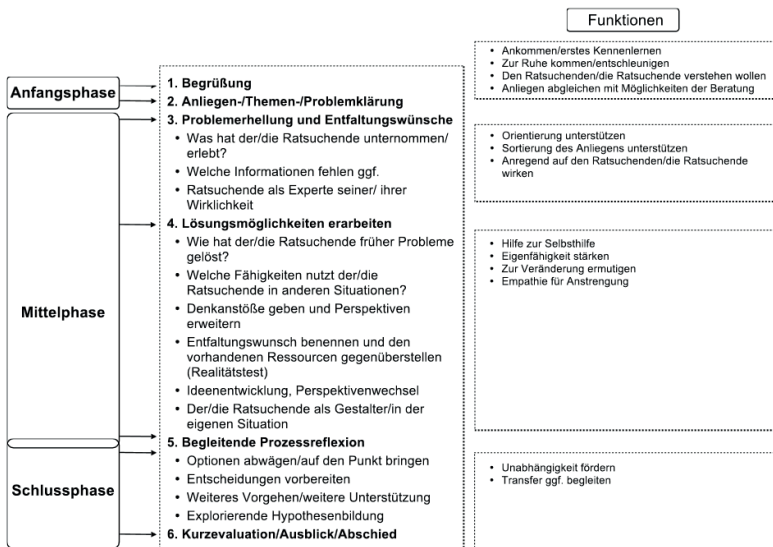 Funktionen
Anfangsphase
Mittelphase
Schlussphase
1. Begrüßung
2. Anliegen-/Themen-/Problemklärung
3. Problemerhellung und Entfaltungswünsche
• Was hat der/die Ratsuchende unternommen/
erlebt?
• Welche Informationen fehlen ggf.
• Ratsuchende als Experte seiner/ ihrer
Wirklichkeit
4. Lösungsmöglichkeiten erarbeiten
• Wie hat der/die Ratsuchende früher Probleme
gelöst?
• Welche Fähigkeiten nutzt der/die
Ratsuchende in anderen Situationen?
• Denkanstöße geben und Perspektiven
erweitern
• Entfaltungswunsch benennen und den
vorhandenen Ressourcen gegenüberstellen
(Realitätstest)
• Ideenentwicklung, Perspektivenwechsel
• Der/die Ratsuchende als Gestalter/in der
eigenen Situation
5. Begleitende Prozessreflexion
• Optionen abwägen/auf den Punkt bringen
• Entscheidungen vorbereiten
• Weiteres Vorgehen/weitere Unterstützung
• Explorierende Hypothesenbildung
6. Kurzevaluation/Ausblick/Abschied
• Ankommen/erstes Kennenlernen
• Zur Ruhe kommen/entschleunigen
• Den Ratsuchenden/die Ratsuchende verstehen wollen
• Anliegen abgleichen mit Möglichkeiten der Beratung
• Orientierung unterstützen
• Sortierung des Anliegens unterstützen
• Anregend auf den Ratsuchenden/die Ratsuchende
wirken
• Hilfe zur Selbsthilfe
• Eigenfähigkeit stärken
• Zur Veränderung ermutigen
• Empathie für Anstrengung
• Unabhängigkeit fördern
• Transfer ggf. begleiten